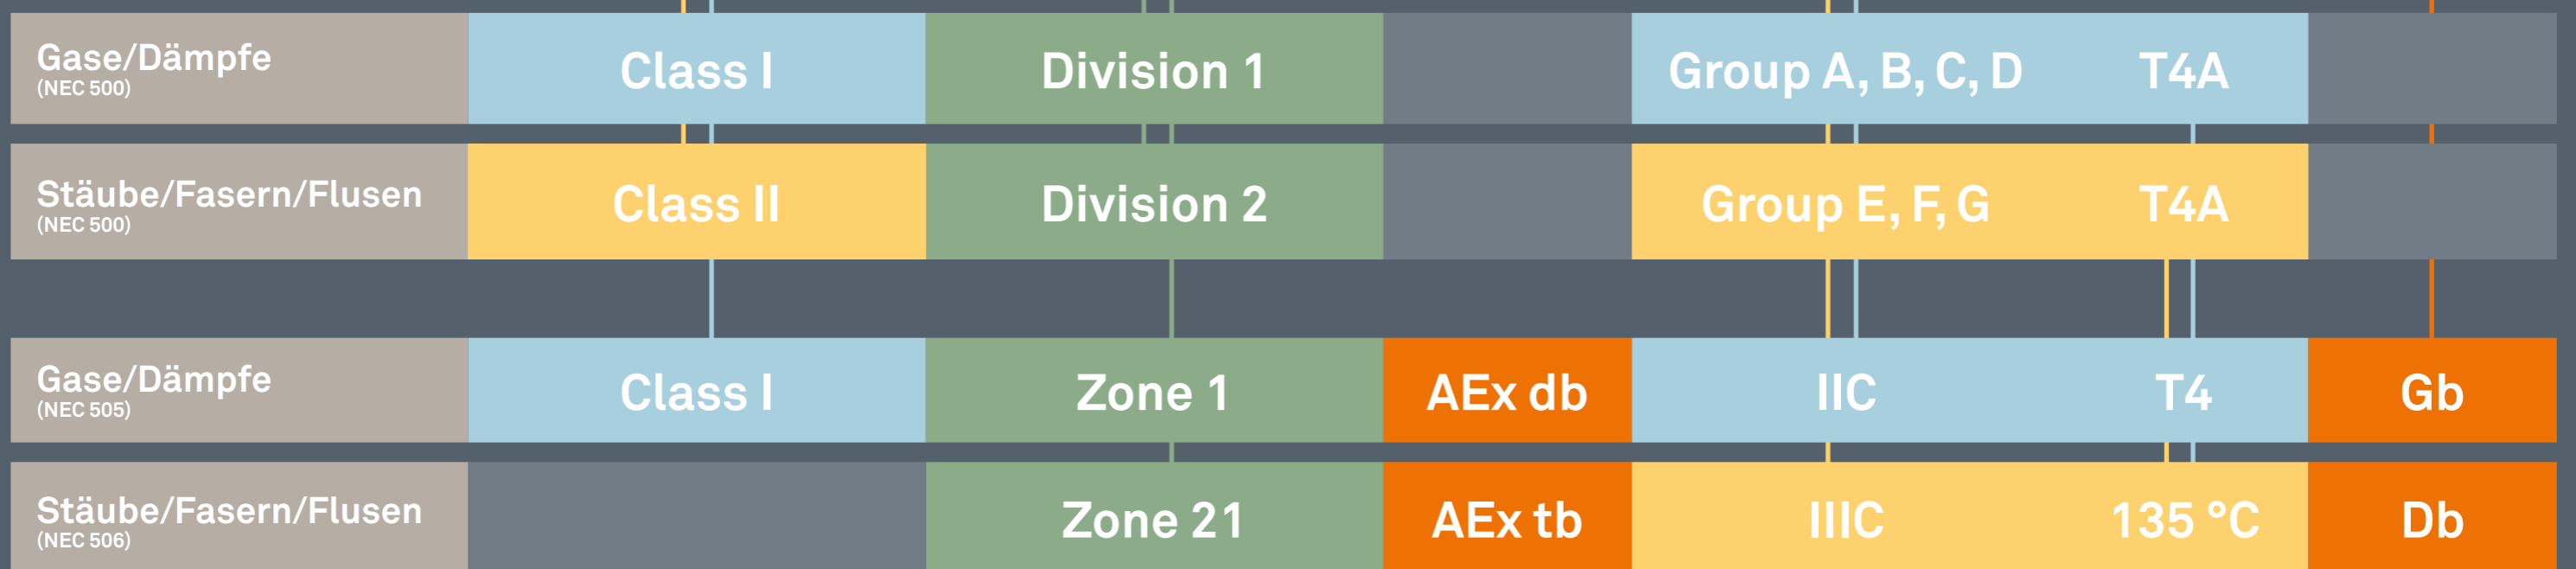 Gase/Dämpfe
(NEC 500)
Class I
Division 1
Group A, B, C, D
T4A
Stäube/Fasern/Flusen
(NEC 500)
Class II
Division 2
Group E, F, G
T4A
Gase/Dämpfe
(NEC 505)
Class I
Zone 1
AEx db
IIC
T4
Gb
Stäube/Fasern/Flusen
(NEC 506)
Zone 21
AEx tb
IIIC
135 °C
Db